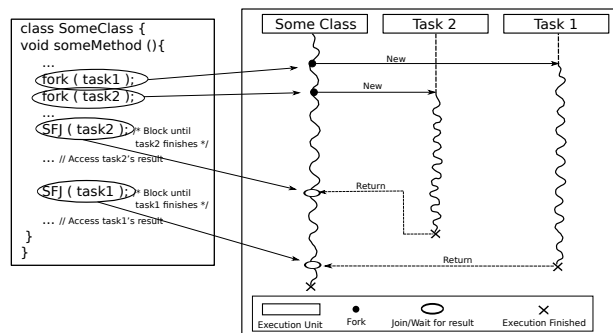 class SomeClass {
void someMethod (){
...
fork ( task1 );
fork ( task2 );
...
SFJ ( task2 ); /* Block until
task2 finishes */
... // Access task2's result
SFJ ( task1 ); /* Block until
task1 finishes */
... // Access task1's result
}
}
Some Class
Task 2
Task 1
New
New
Return
Return
Execution Unit
Fork
Join/Wait for result
Execution Finished